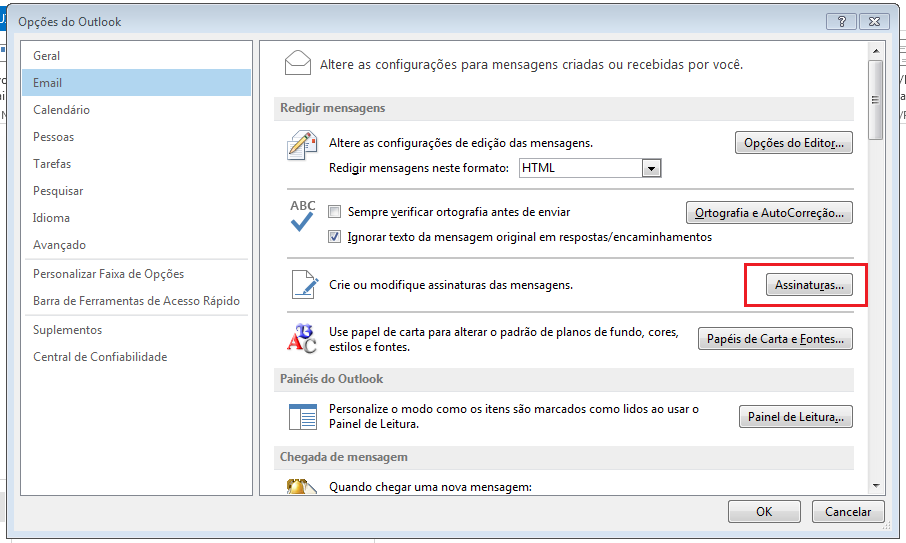 Opções do Outlook
Geral
Email
Calendário
Pessoas
Tarefas
Pesquisar
Idioma
Avançado
Personalizar Faixa de Opções
Barra de Ferramentas de Acesso Rápido
Suplementos
Central de Confiabilidade
Altere as configurações para mensagens criadas ou recebidas por você.
Redigir mensagens
Altere as configurações de edição das mensagens.
Opções do Editor...
Redigir mensagens neste formato:
HTML
ABC
Sempre verificar ortografia antes de enviar
Ortografia e AutoCorreção...
Ignorar texto da mensagem original em respostas/encaminhamentos
Crie ou modifique assinaturas das mensagens.
Assinaturas...
Use papel de carta para alterar o padrão de planos de fundo, cores,
estilos e fontes.
Papéis de Carta e Fontes...
Painéis do Outlook
Personalize o modo como os itens são marcados como lidos ao usar o
Painel de Leitura.
Painel de Leitura...
Chegada de mensagem
Quando chegar uma nova mensagem:
OK
Cancelar